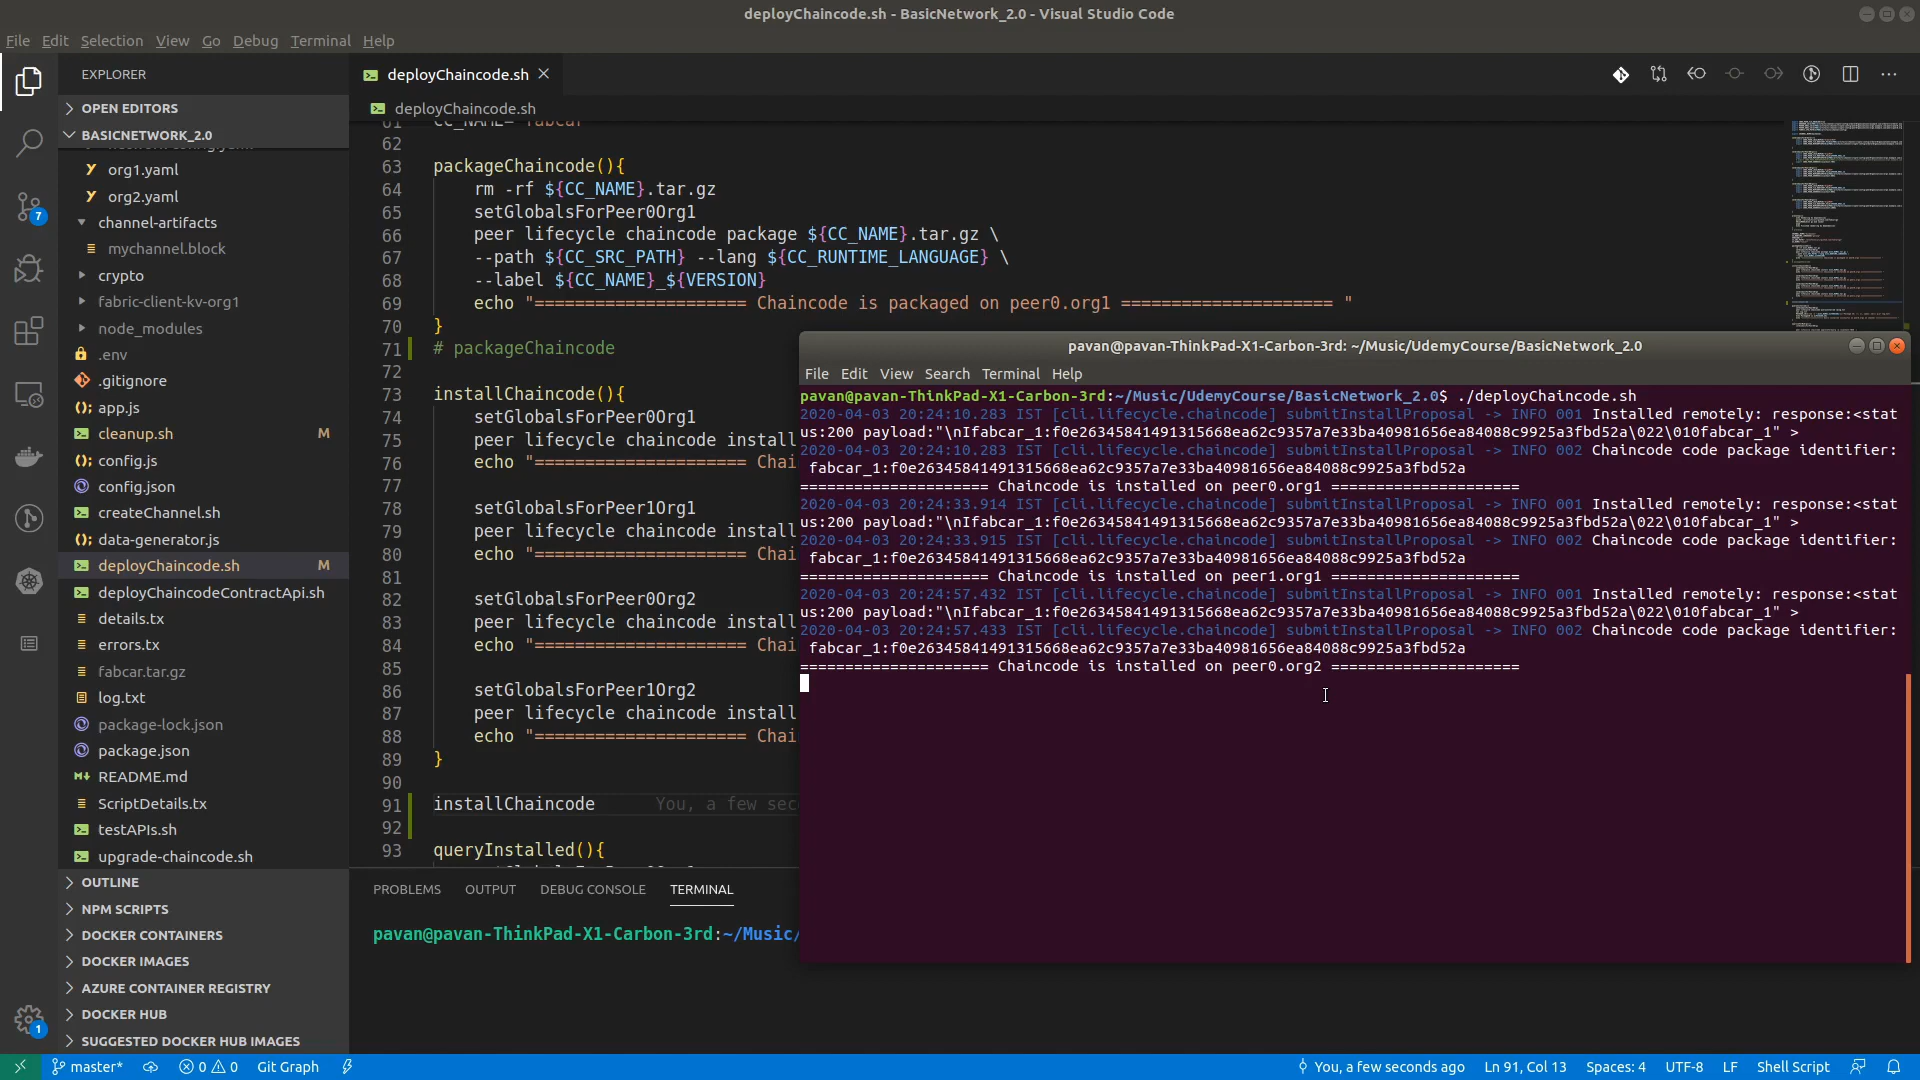 deployChaincode.sh - BasicNetwork_2.0 - Visual Studio Code
File Edit Selection View Go Debug Terminal Help
EXPLORER
OPEN EDITORS
BASICNETWORK_2.0
org1.yaml
org2.yaml
channel-artifacts
mychannel.block
crypto
fabric-client-kv-org1
node_modules
.env
.gitignore
app.js
cleanup.sh M
config.js
config.json
createChannel.sh
data-generator.js
deployChaincode.sh M
deployChaincodeContractApi.sh
details.tx
errors.tx
fabcar.tar.gz
log.txt
package-lock.json
package.json
README.md
ScriptDetails.tx
testAPIs.sh
upgrade-chaincode.sh
OUTLINE
NPM SCRIPTS
DOCKER CONTAINERS
DOCKER IMAGES
AZURE CONTAINER REGISTRY
DOCKER HUB
SUGGESTED DOCKER HUB IMAGES
7
1
deployChaincode.sh
deployChaincode.sh
61 CC_NAME="fabcar"
62
63 packageChaincode(){
64 rm -rf ${CC_NAME}.tar.gz
65 setGlobalsForPeer0Org1
66 peer lifecycle chaincode package ${CC_NAME}.tar.gz \
67 --path ${CC_SRC_PATH} --lang ${CC_RUNTIME_LANGUAGE} \
68 --label ${CC_NAME}_${VERSION}
69 echo "===================== Chaincode is packaged on peer0.org1 ===================== "
70 }
71 # packageChaincode
72
73 installChaincode(){
74 setGlobalsForPeer0Org1
75 peer lifecycle chaincode install
76 echo "===================== Chai
77
78 setGlobalsForPeer1Org1
79 peer lifecycle chaincode install
80 echo "===================== Chai
81
82 setGlobalsForPeer0Org2
83 peer lifecycle chaincode install
84 echo "===================== Chai
85
86 setGlobalsForPeer1Org2
87 peer lifecycle chaincode install
88 echo "===================== Chai
89 }
90
91 installChaincode You, a few sec
92
93 queryInstalled(){
PROBLEMS OUTPUT DEBUG CONSOLE TERMINAL
pavan@pavan-ThinkPad-X1-Carbon-3rd:~/Music/
pavan@pavan-ThinkPad-X1-Carbon-3rd: ~/Music/UdemyCourse/BasicNetwork_2.0
File Edit View Search Terminal Help
pavan@pavan-ThinkPad-X1-Carbon-3rd:~/Music/UdemyCourse/BasicNetwork_2.0$ ./deployChaincode.sh
2020-04-03 20:24:10.283 IST [cli.lifecycle.chaincode] submitInstallProposal -> INFO 001 Installed remotely: response:<stat
us:200 payload:"\nIfabcar_1:f0e26345841491315668ea62c9357a7e33ba40981656ea84088c9925a3fbd52a\022\010fabcar_1" >
2020-04-03 20:24:10.283 IST [cli.lifecycle.chaincode] submitInstallProposal -> INFO 002 Chaincode code package identifier:
fabcar_1:f0e26345841491315668ea62c9357a7e33ba40981656ea84088c9925a3fbd52a
===================== Chaincode is installed on peer0.org1 =====================
2020-04-03 20:24:33.914 IST [cli.lifecycle.chaincode] submitInstallProposal -> INFO 001 Installed remotely: response:<stat
us:200 payload:"\nIfabcar_1:f0e26345841491315668ea62c9357a7e33ba40981656ea84088c9925a3fbd52a\022\010fabcar_1" >
2020-04-03 20:24:33.915 IST [cli.lifecycle.chaincode] submitInstallProposal -> INFO 002 Chaincode code package identifier:
fabcar_1:f0e26345841491315668ea62c9357a7e33ba40981656ea84088c9925a3fbd52a
===================== Chaincode is installed on peer1.org1 =====================
2020-04-03 20:24:57.432 IST [cli.lifecycle.chaincode] submitInstallProposal -> INFO 001 Installed remotely: response:<stat
us:200 payload:"\nIfabcar_1:f0e26345841491315668ea62c9357a7e33ba40981656ea84088c9925a3fbd52a\022\010fabcar_1" >
2020-04-03 20:24:57.433 IST [cli.lifecycle.chaincode] submitInstallProposal -> INFO 002 Chaincode code package identifier:
fabcar_1:f0e26345841491315668ea62c9357a7e33ba40981656ea84088c9925a3fbd52a
===================== Chaincode is installed on peer0.org2 =====================
master* 0 0 Git Graph You, a few seconds ago Ln 91, Col 13 Spaces: 4 UTF-8 LF Shell Script